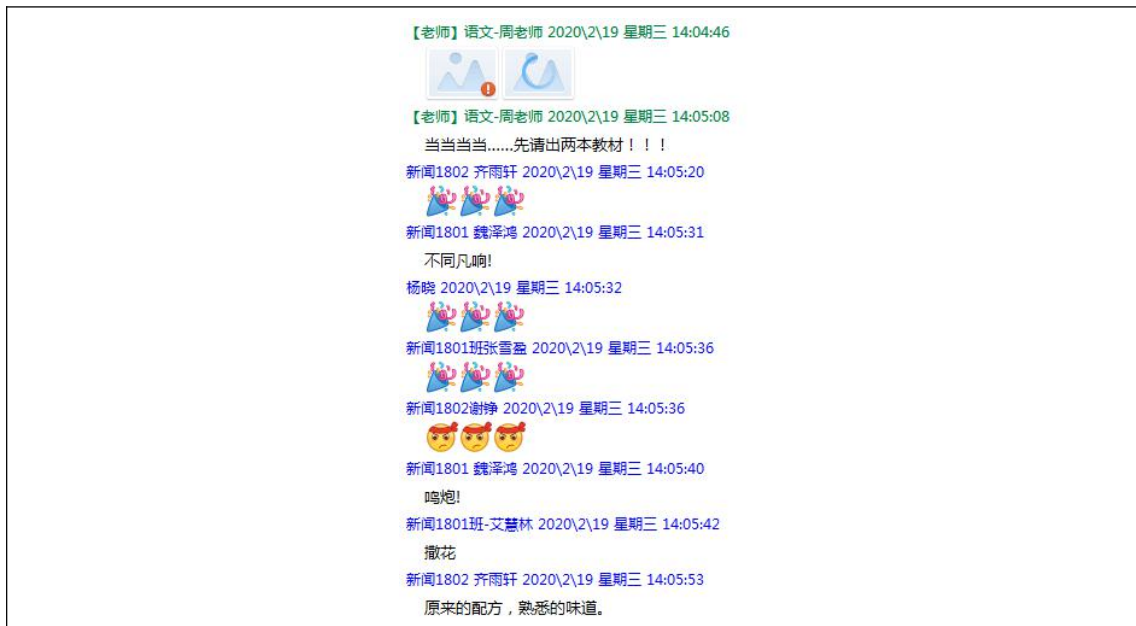 【老师】语文-周老师 2020\2\19 星期三 14:04:46
【老师】语文-周老师 2020\2\19 星期三 14:05:08
当当当当......先请出两本教材！！！
新闻1802 齐雨轩 2020\2\19 星期三 14:05:20
新闻1801 魏泽鸿 2020\2\19 星期三 14:05:31
不同凡响!
杨晓 2020\2\19 星期三 14:05:32
新闻1801班张雪盈 2020\2\19 星期三 14:05:36
新闻1802谢铮 2020\2\19 星期三 14:05:36
新闻1801 魏泽鸿 2020\2\19 星期三 14:05:40
鸣炮!
新闻1801班-艾慧林 2020\2\19 星期三 14:05:42
撒花
新闻1802 齐雨轩 2020\2\19 星期三 14:05:53
原来的配方，熟悉的味道。